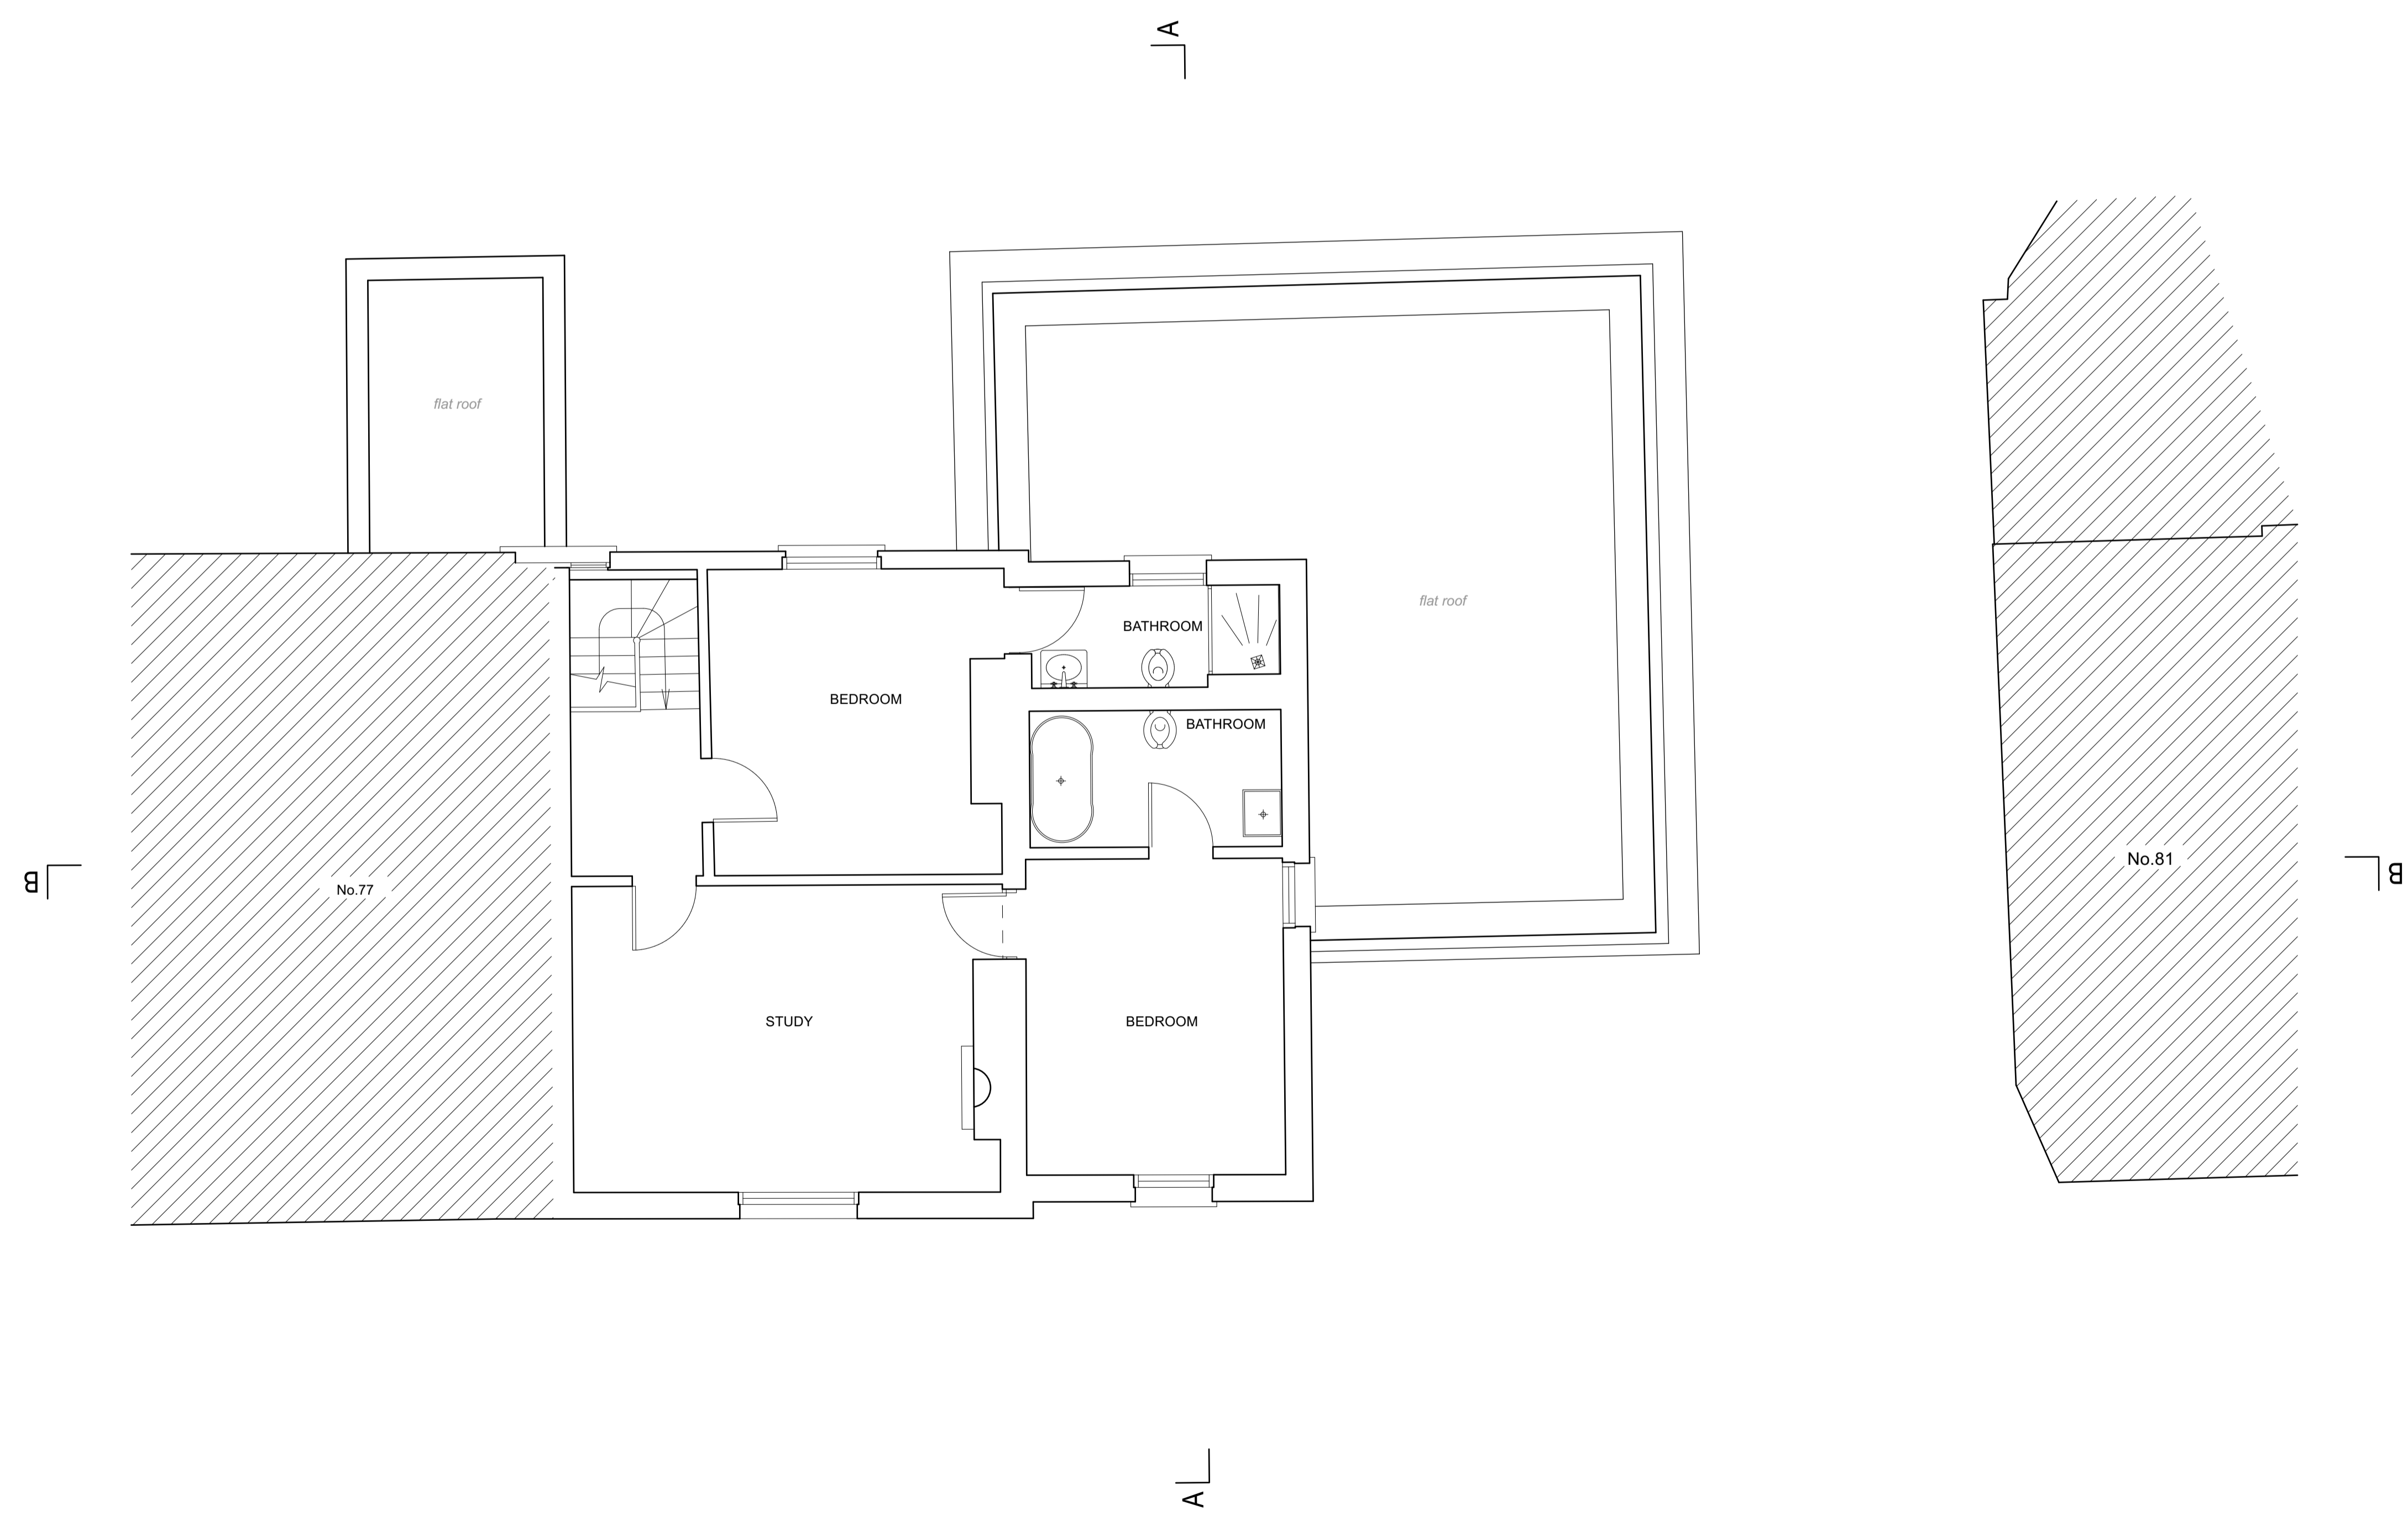 A
flat roof
flat roof
BATHROOM
BEDROOM
BATHROOM
B
No.77
No.81
B
STUDY
BEDROOM
A